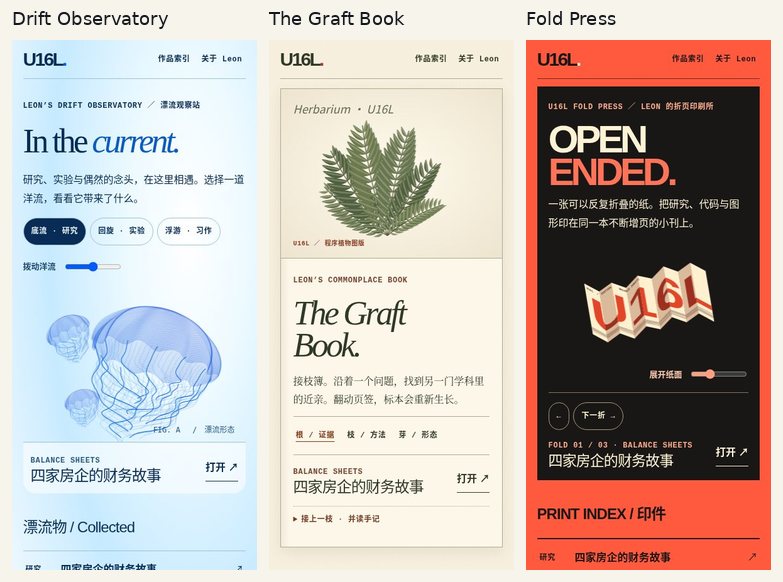 Drift Observatory
U16L.
作品索引 关于 Leon
LEON'S DRIFT OBSERVATORY ／ 漂流观察站
In the current.
研究、实验与偶然的念头，在这里相遇。选择一道
洋流，看看它带来了什么。
底流 · 研究
回旋 · 实验
浮游 · 习作
拨动洋流
FIG. A / 漂流形态
BALANCE SHEETS
四家房企的财务故事
打开 ↗
漂流物 / Collected
研究 四家房企的财务故事 ↗
The Graft Book
U16L.
作品索引 关于 Leon
Herbarium · U16L
U16L ／ 程序植物图版
LEON'S COMMONPLACE BOOK
The Graft
Book.
接枝簿。沿着一个问题，找到另一门学科里
的近亲。翻动页签，标本会重新生长。
根 / 证据
枝 / 方法
芽 / 形态
BALANCE SHEETS
四家房企的财务故事
打开 ↗
▶ 接上一枝 · 并读手记
Fold Press
U16L.
作品索引 关于 Leon
U16L FOLD PRESS ／ LEON 的折页印刷所
OPEN
ENDED.
一张可以反复折叠的纸。把研究、代码与图
形印在同一本不断增页的小刊上。
U16L
展开纸面
←
下一折 →
FOLD 01 / 03 · BALANCE SHEETS
四家房企的财务故事
打开 ↗
PRINT INDEX / 印件
研究 四家房企的财务故事 ↗